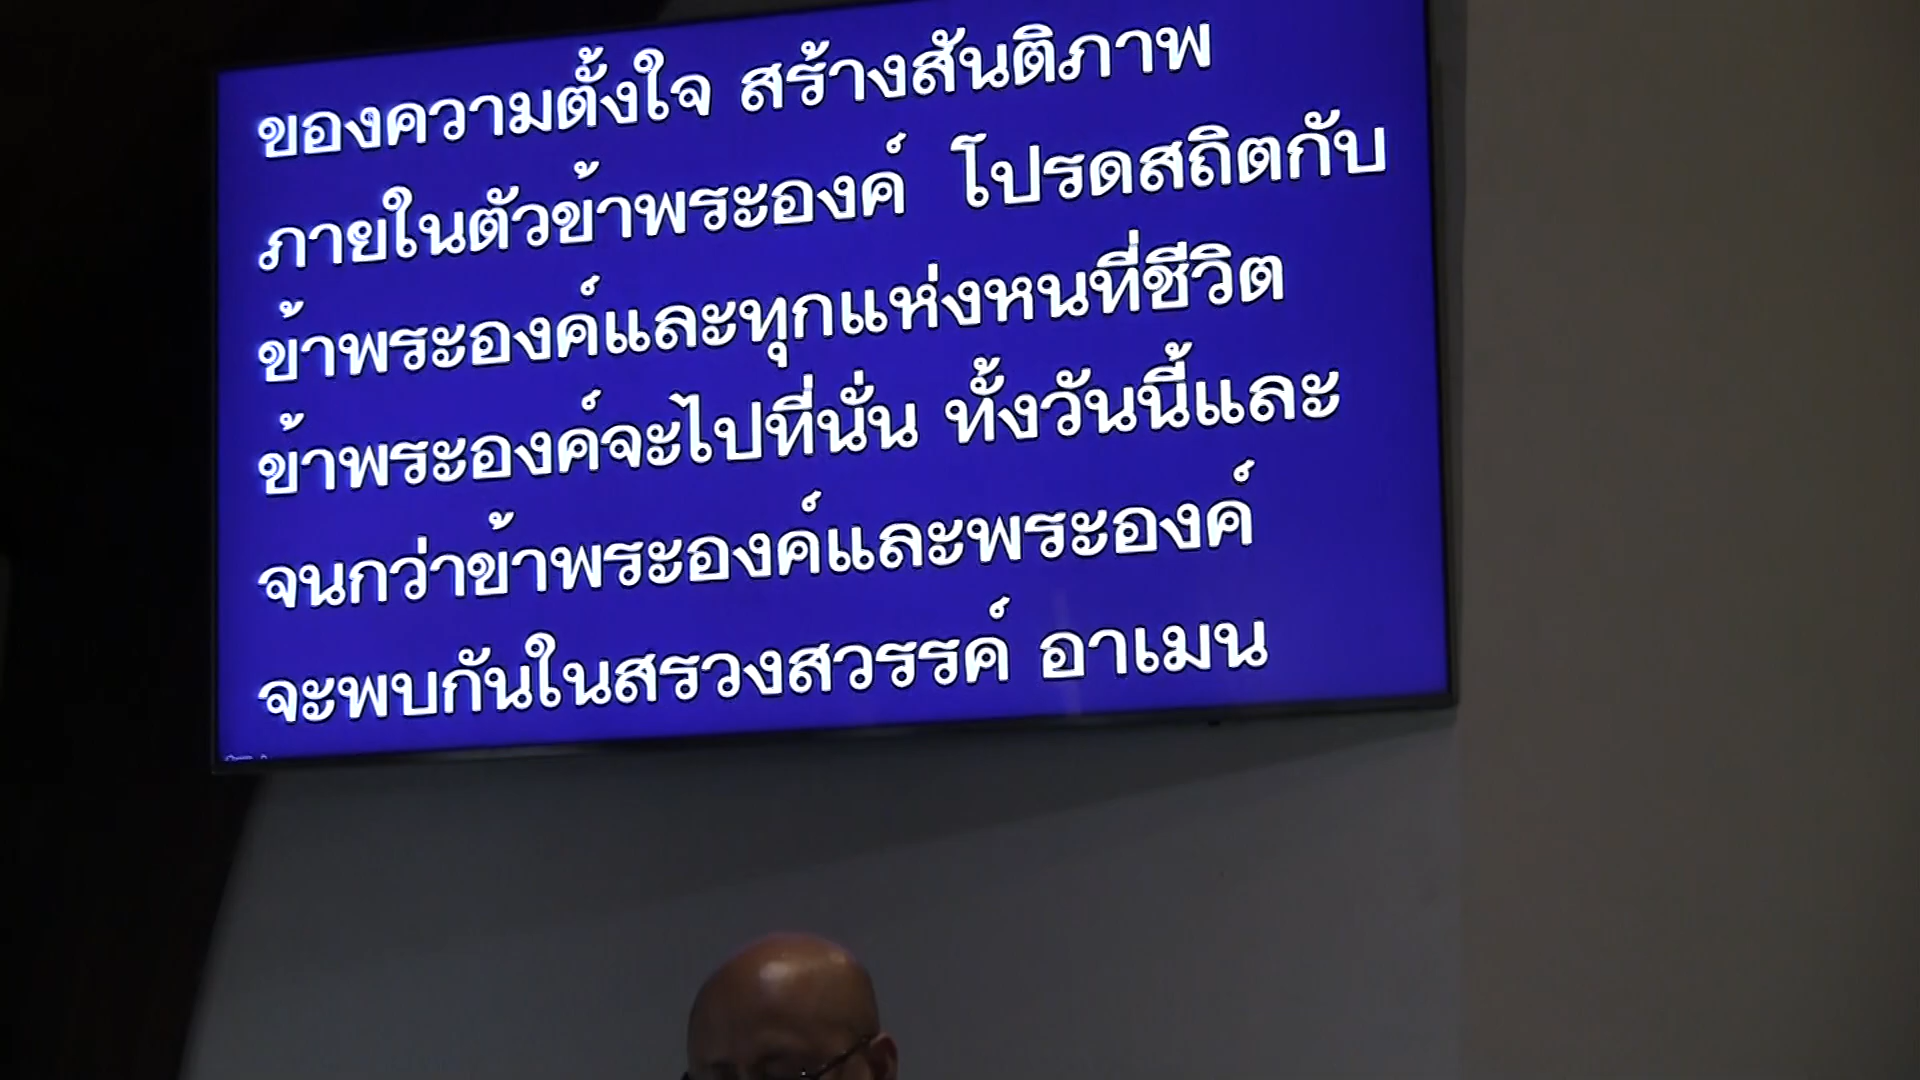 ของความตั้งใจ สร้างสันติภาพ
ภายในตัวข้าพระองค์ โปรดสถิตกับ
ข้าพระองค์และทุกแห่งหนที่ชีวิต
ข้าพระองค์จะไปที่นั่น ทั้งวันนี้และ
จนกว่าข้าพระองค์และพระองค์
จะพบกันในสรวงสวรรค์ อาเมน